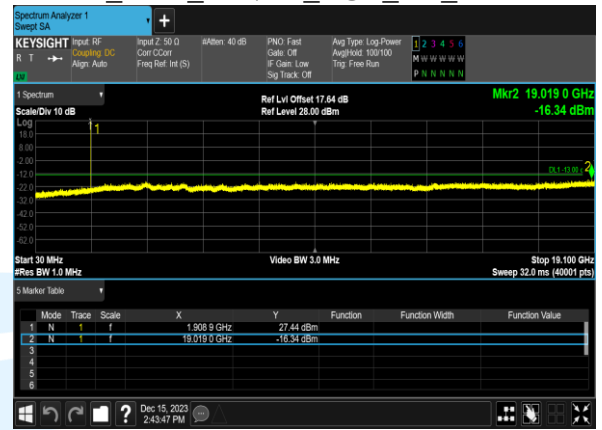 Spectrum Analyzer 1
Swept SA
KEYSIGHT
R T
LV
Input: RF
Coupling: DC
Align: Auto
Input Z: 50 Ω
Corr CCorr
Freq Ref: Int (S)
#Atten: 40 dB
PNO: Fast
Gate: Off
IF Gain: Low
Sig Track: Off
Avg Type: Log-Power
Avg|Hold: 100/100
Trig: Free Run
1 2 3 4 5 6
M W W W W W
P N N N N N
1 Spectrum
Scale/Div 10 dB
Ref Lvl Offset 17.64 dB
Ref Level 28.00 dBm
Mkr2 19.019 0 GHz
-16.34 dBm
Log
18.0
8.00
-2.00
-12.0
-22.0
-32.0
-42.0
-52.0
-62.0
1
2
Start 30 MHz
#Res BW 1.0 MHz
Video BW 3.0 MHz
Stop 19.100 GHz
Sweep 32.0 ms (40001 pts)
5 Marker Table
Mode Trace Scale X Y Function Function Width Function Value
1 N 1 f 1.908 9 GHz 27.44 dBm
2 N 1 f 19.019 0 GHz -16.34 dBm
3
4
5
6
?
Dec 15, 2023
2:43:47 PM